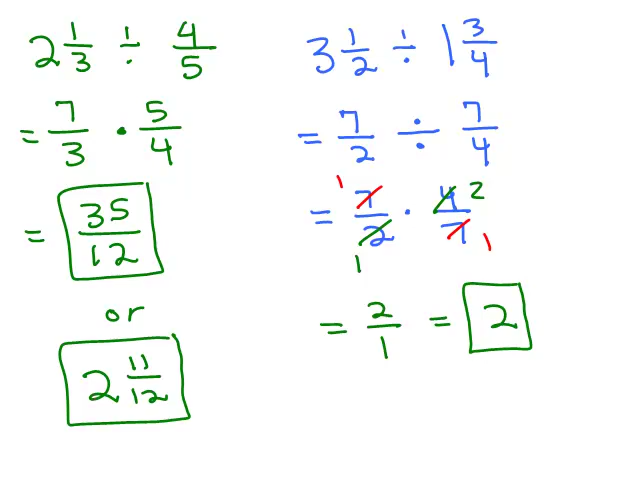 2 1/3 ÷ 4/5
= 7/3 · 5/4
= 35/12
or
2 11/12
3 1/2 ÷ 1 3/4
= 7/2 ÷ 7/4
= 1 7/2 1 · 4/7 2 1
= 2/1 = 2